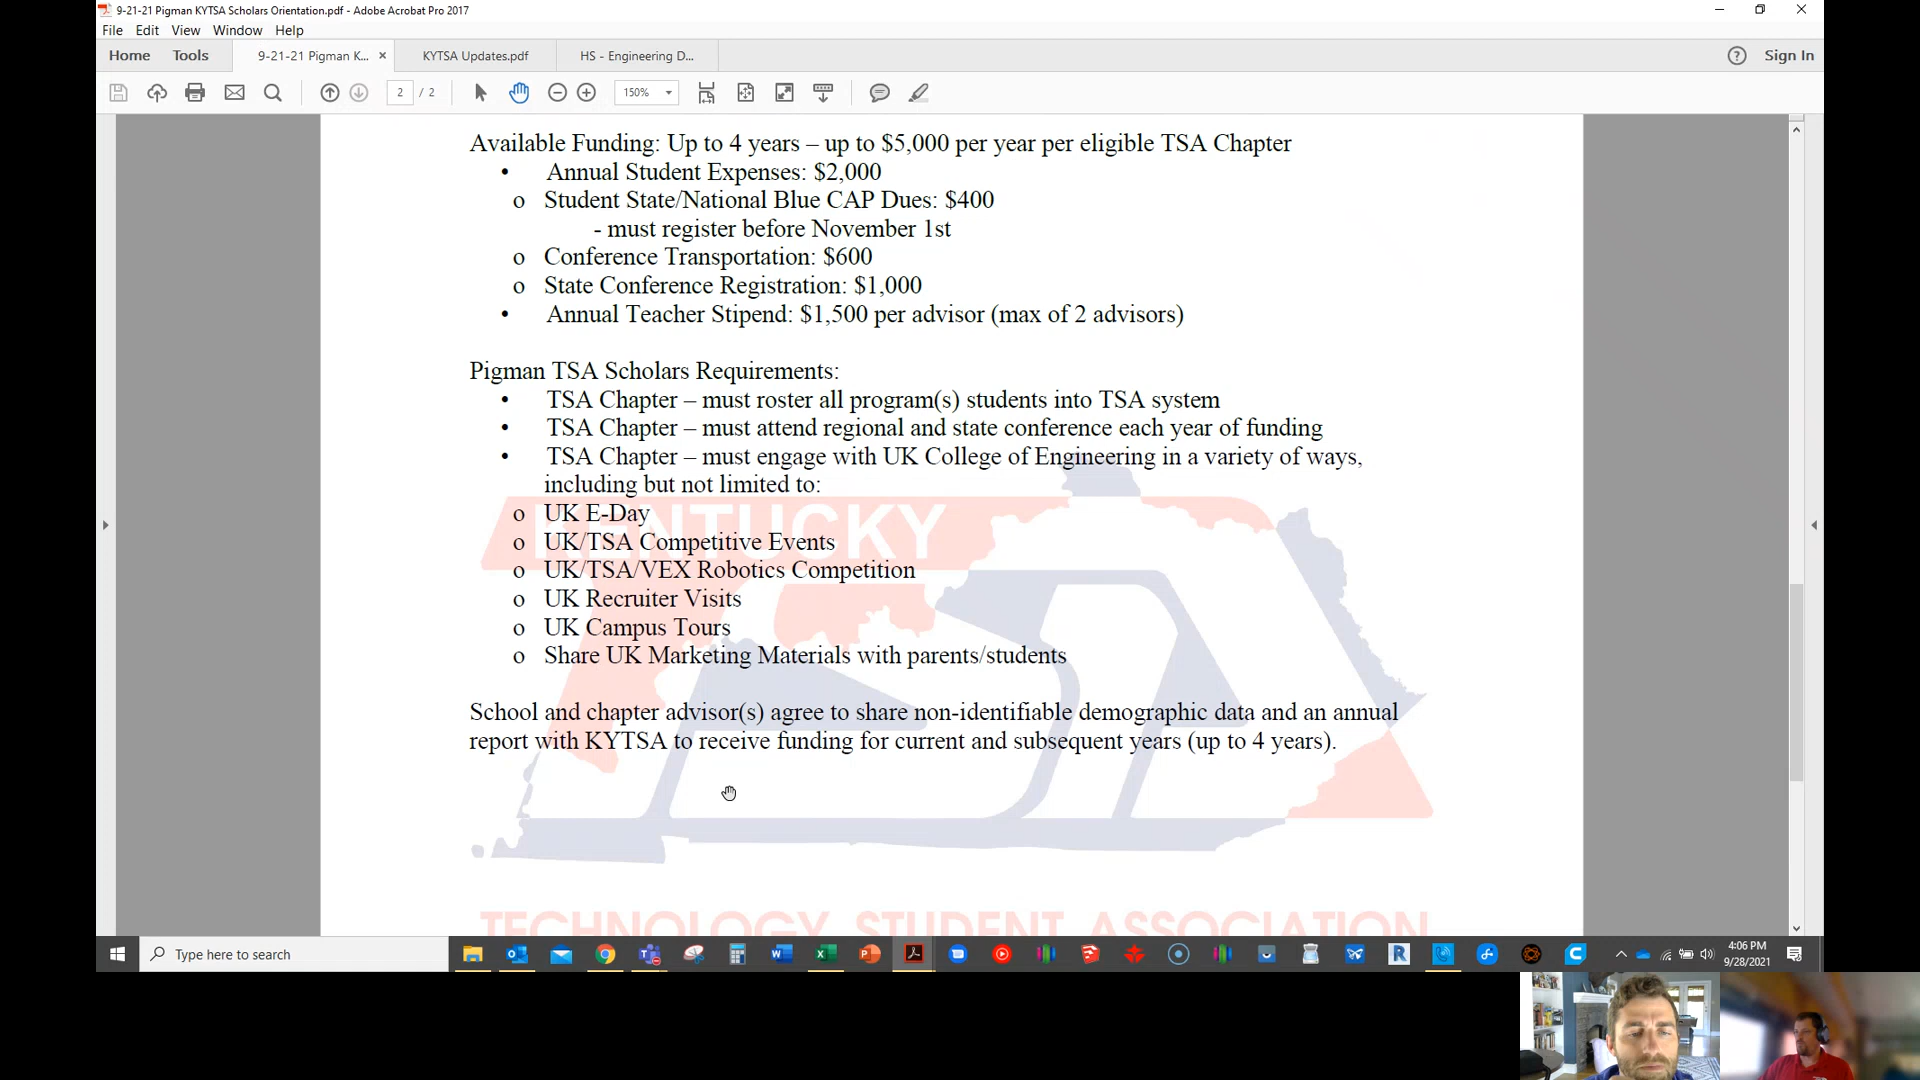 9-21-21 Pigman KYTSA Scholars Orientation.pdf - Adobe Acrobat Pro 2017
File Edit View Window Help
Home Tools 9-21-21 Pigman K... × KYTSA Updates.pdf HS - Engineering D... ? Sign In
2 / 2 150%
Available Funding: Up to 4 years – up to $5,000 per year per eligible TSA Chapter
• Annual Student Expenses: $2,000
o Student State/National Blue CAP Dues: $400
- must register before November 1st
o Conference Transportation: $600
o State Conference Registration: $1,000
• Annual Teacher Stipend: $1,500 per advisor (max of 2 advisors)
Pigman TSA Scholars Requirements:
• TSA Chapter – must roster all program(s) students into TSA system
• TSA Chapter – must attend regional and state conference each year of funding
• TSA Chapter – must engage with UK College of Engineering in a variety of ways,
including but not limited to:
o UK E-Day
KENTUCKY
o UK/TSA Competitive Events
o UK/TSA/VEX Robotics Competition
o UK Recruiter Visits
o UK Campus Tours
o Share UK Marketing Materials with parents/students
TSA
School and chapter advisor(s) agree to share non-identifiable demographic data and an annual
report with KYTSA to receive funding for current and subsequent years (up to 4 years).
TECHNOLOGY STUDENT ASSOCIATION
Type here to search
4:06 PM
9/28/2021